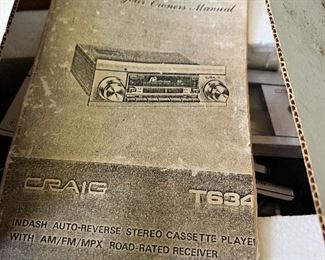 your Owners Manual
CRAIG
T634
INDASH AUTO-REVERSE STEREO CASSETTE PLAYER
WITH AM/FM/MPX ROAD-RATED RECEIVER